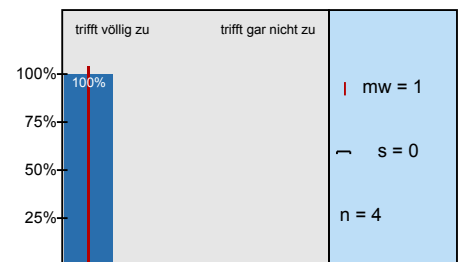 trifft völlig zu trifft gar nicht zu
100%
100%
mw = 1
75%
s = 0
50%
n = 4
25%